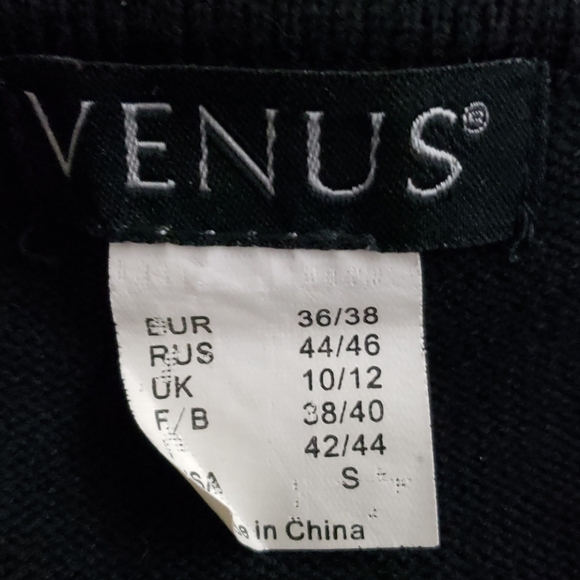 VENUS®
EUR 36/38
RUS 44/46
UK 10/12
F/B 38/40
42/44
S
in China